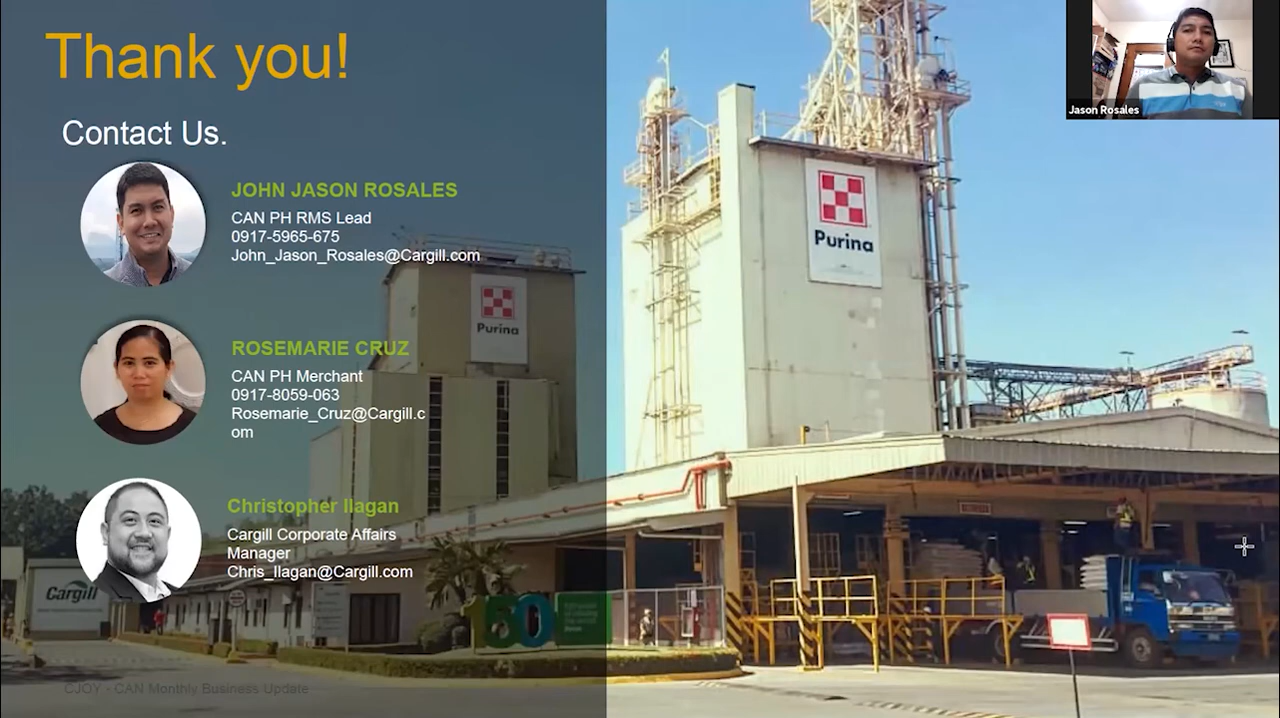 Thank you!
Contact Us.
JOHN JASON ROSALES
CAN PH RMS Lead
0917-5965-675
John_Jason_Rosales@Cargill.com
ROSEMARIE CRUZ
CAN PH Merchant
0917-8059-063
Rosemarie_Cruz@Cargill.c
om
Christopher Ilagan
Cargill Corporate Affairs
Manager
Chris_Ilagan@Cargill.com
CJOY - CAN Monthly Business Update
Purina
Cargill
150
Purina
Jason Rosales